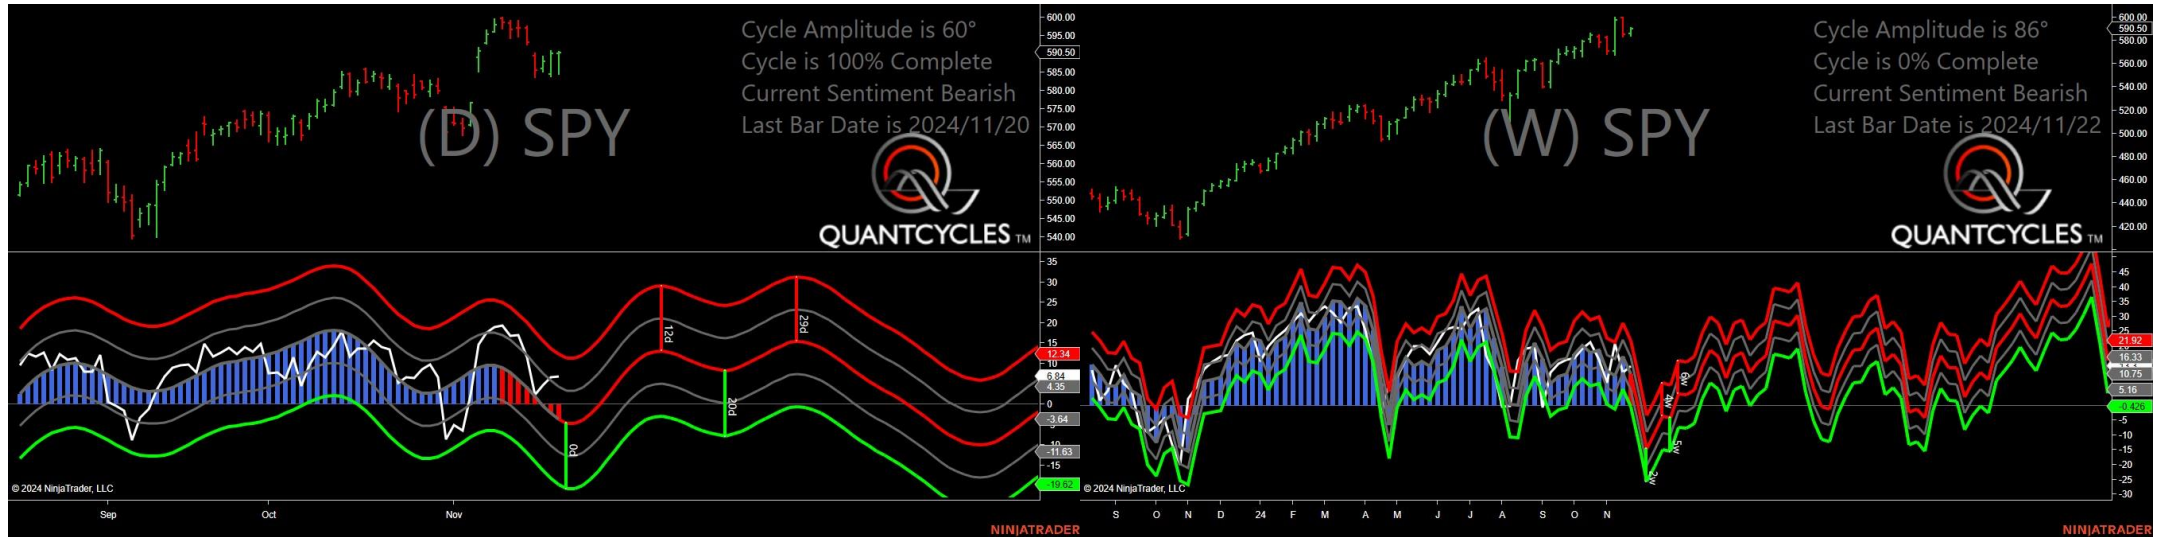 Cycle Amplitude is 60°
Cycle is 100% Complete
Current Sentiment Bearish
Last Bar Date is 2024/11/20
(D) SPY
QUANTCYCLES TM
600.00
595.00
590.50
585.00
580.00
575.00
570.00
565.00
560.00
555.00
550.00
545.00
540.00
35
30
25
20
15
12.34
10
6.84
4.35
0
-3.64
-11.63
-15
-19.62
12d
29d
20d
0d
© 2024 NinjaTrader, LLC
Sep
Oct
Nov
NINJATRADER
Cycle Amplitude is 86°
Cycle is 0% Complete
Current Sentiment Bearish
Last Bar Date is 2024/11/22
(W) SPY
QUANTCYCLES TM
600.00
590.50
580.00
560.00
540.00
520.00
500.00
480.00
460.00
440.00
420.00
45
40
35
30
25
21.92
16.33
10.75
5.16
-0.426
-5
-10
-15
-20
-25
-30
6w
4w
5w
2w
© 2024 NinjaTrader, LLC
S
O
N
D
24
F
M
A
M
J
J
A
S
O
N
NINJATRADER